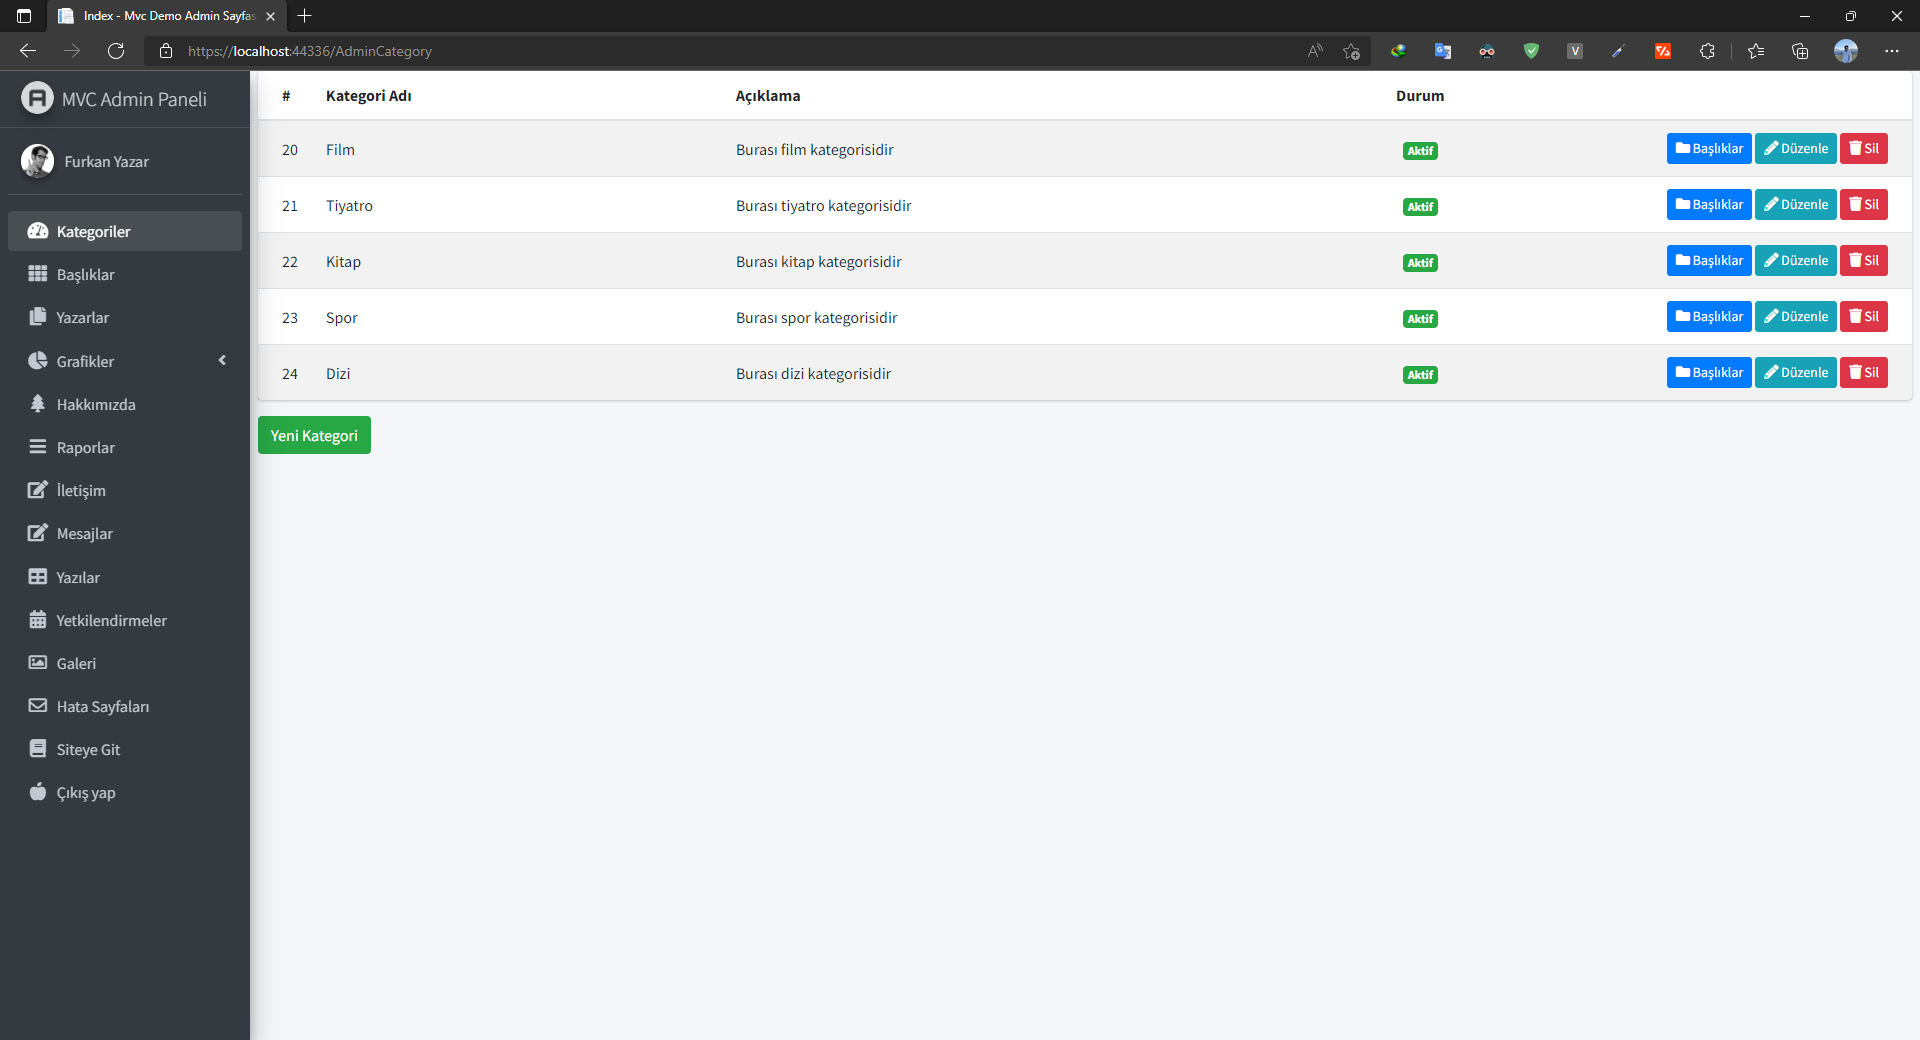 Index - Mvc Demo Admin Sayfas
https://localhost:44336/AdminCategory
MVC Admin Paneli
Furkan Yazar
Kategoriler
Başlıklar
Yazarlar
Grafikler
Hakkımızda
Raporlar
İletişim
Mesajlar
Yazılar
Yetkilendirmeler
Galeri
Hata Sayfaları
Siteye Git
Çıkış yap
# Kategori Adı Açıklama Durum
20 Film Burası film kategorisidir Aktif Başlıklar Düzenle Sil
21 Tiyatro Burası tiyatro kategorisidir Aktif Başlıklar Düzenle Sil
22 Kitap Burası kitap kategorisidir Aktif Başlıklar Düzenle Sil
23 Spor Burası spor kategorisidir Aktif Başlıklar Düzenle Sil
24 Dizi Burası dizi kategorisidir Aktif Başlıklar Düzenle Sil
Yeni Kategori